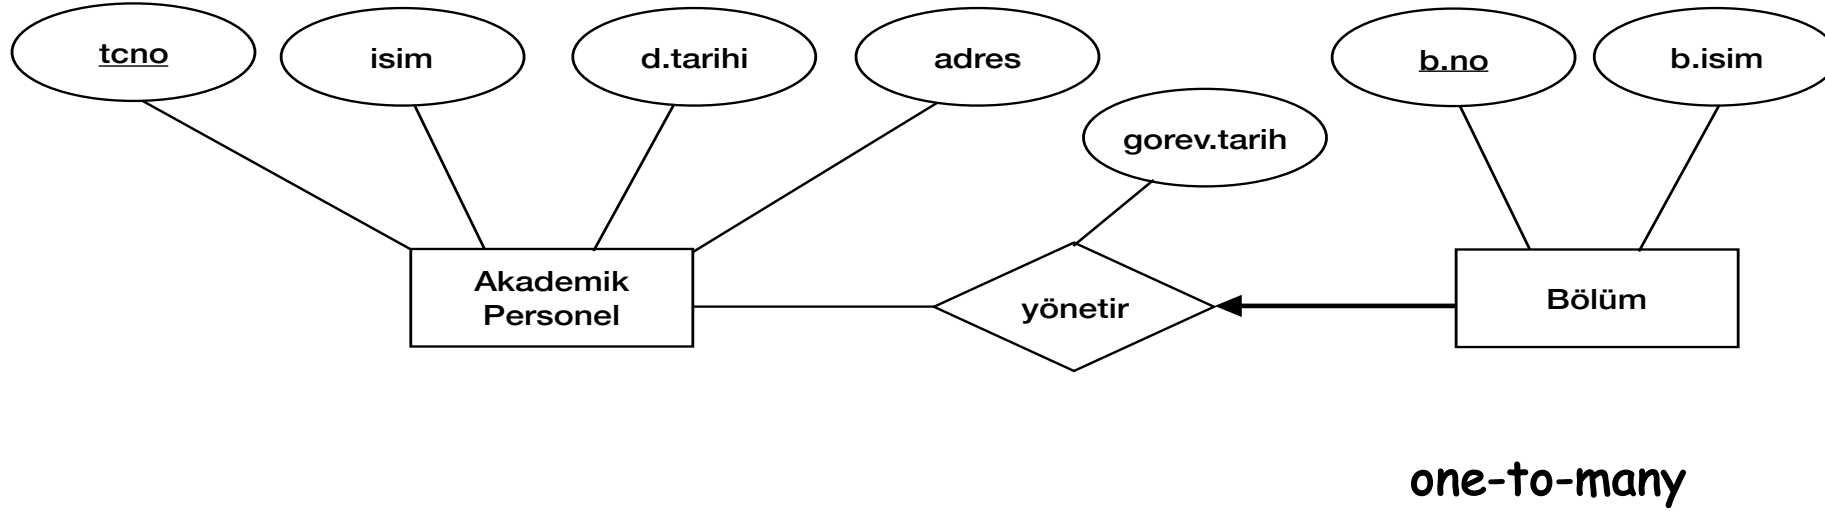 tcno
isim
d.tarihi
adres
b.no
b.isim
gorev.tarih
Akademik
Personel
yönetir
Bölüm
one-to-many